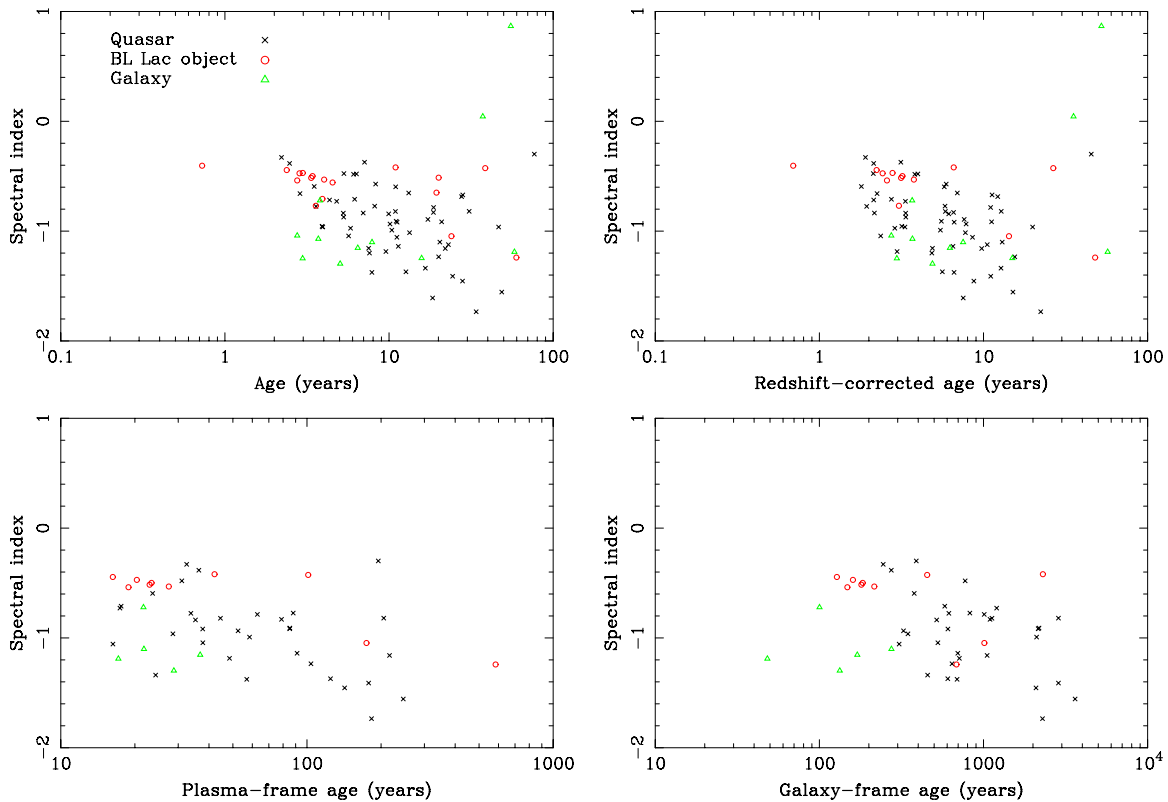 1
Quasar
BL Lac object
Galaxy
0
Spectral index
-1
-2
0.1 1 10 100
Age (years)
1
0
Spectral index
-1
-2
0.1 1 10 100
Redshift-corrected age (years)
1
0
Spectral index
-1
-2
10 100 1000
Plasma-frame age (years)
1
0
Spectral index
-1
-2
10 100 1000 10⁴
Galaxy-frame age (years)